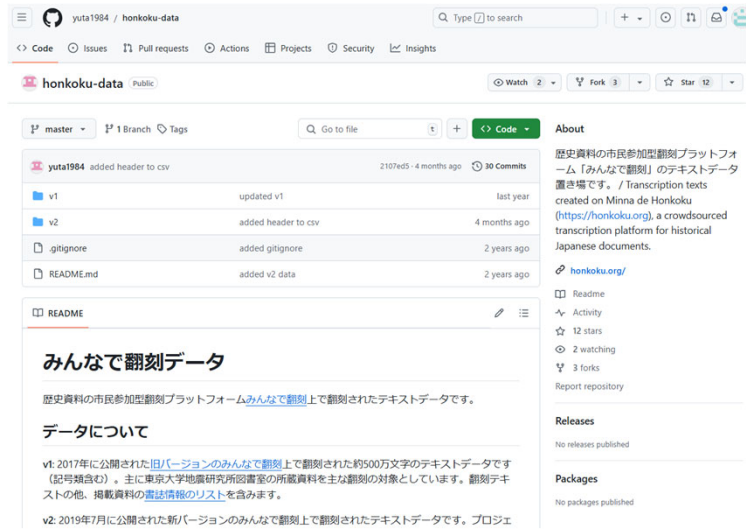 yuta1984 / honkoku-data
Type / to search
Code Issues Pull requests Actions Projects Security Insights
honkoku-data Public
Watch 2 Fork 3 Star 12
master 1 Branch Tags Go to file t Code
yuta1984 added header to csv 2107ed5 · 4 months ago 30 Commits
v1 updated v1 last year
v2 added header to csv 4 months ago
.gitignore added gitignore 2 years ago
README.md added v2 data 2 years ago
README
みんなで翻刻データ
歴史資料の市民参加型翻刻プラットフォームみんなで翻刻上で翻刻されたテキストデータです。
データについて
v1: 2017年に公開された旧バージョンのみんなで翻刻上で翻刻された約500万文字のテキストデータです
（記号類含む）。主に東京大学地震研究所図書室の所蔵資料を主な翻刻の対象としています。翻刻テキ
ストの他、掲載資料の書誌情報のリストを含みます。
v2: 2019年7月に公開された新バージョンのみんなで翻刻上で翻刻されたテキストデータです。プロジェ
About
歴史資料の市民参加型翻刻プラットフォ
ーム「みんなで翻刻」のテキストデータ
置き場です。 / Transcription texts
created on Minna de Honkoku
(https://honkoku.org), a crowdsourced
transcription platform for historical
Japanese documents.
honkoku.org/
Readme
Activity
12 stars
2 watching
3 forks
Report repository
Releases
No releases published
Packages
No packages published